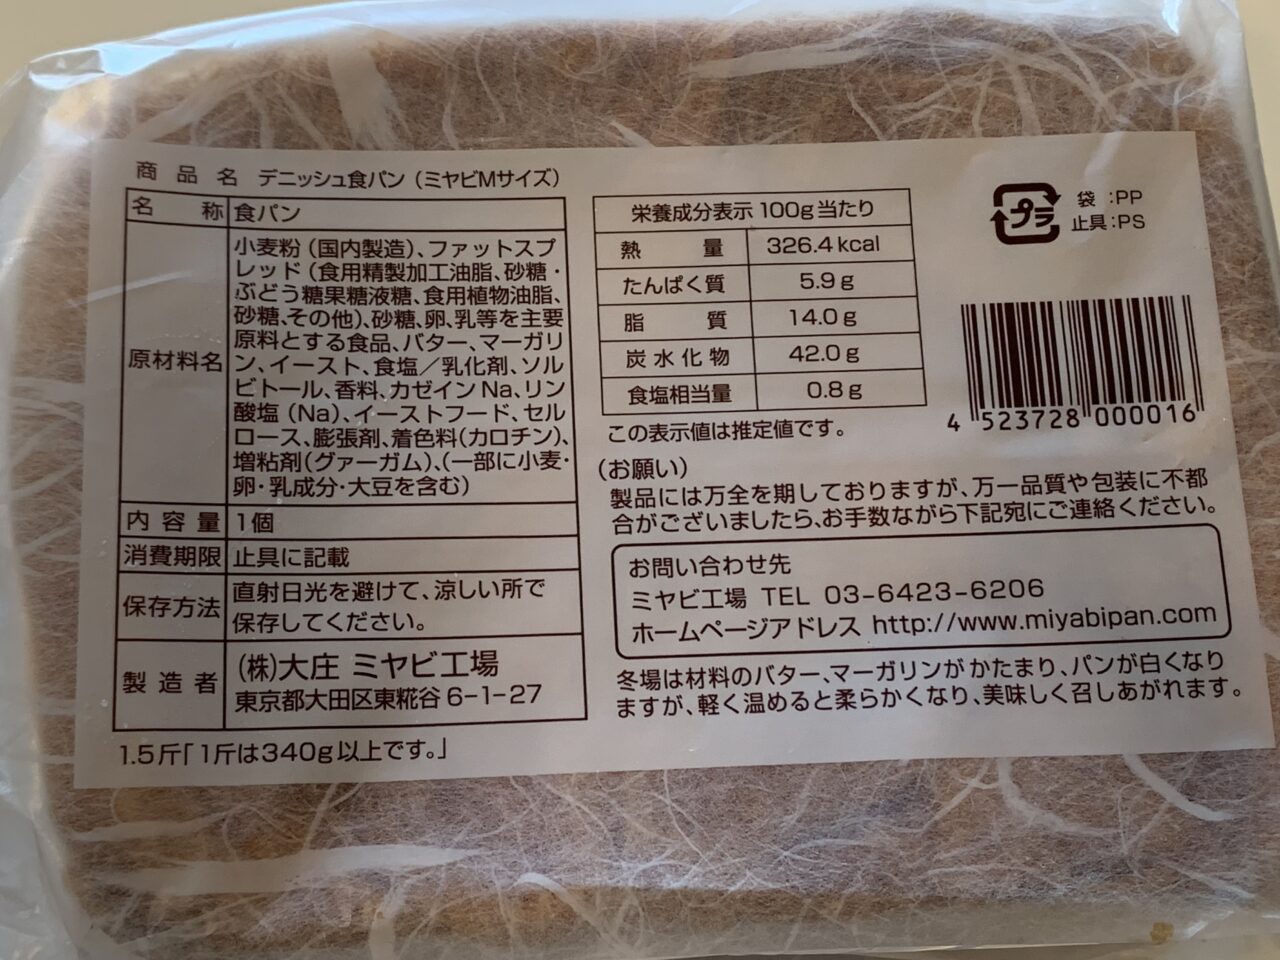 商品名 デニッシュ食パン（ミヤビMサイズ）
名称 食パン
原材料名
小麦粉（国内製造）、ファットスプ
レッド（食用精製加工油脂、砂糖・
ぶどう糖果糖液糖、食用植物油脂、
砂糖、その他）、砂糖、卵、乳等を主要
原料とする食品、バター、マーガリ
ン、イースト、食塩／乳化剤、ソル
ビトール、香料、カゼインNa、リン
酸塩（Na）、イーストフード、セル
ロース、膨張剤、着色料（カロチン）、
増粘剤（グァーガム）、（一部に小麦・
卵・乳成分・大豆を含む）
内容量 1個
消費期限 止具に記載
保存方法
直射日光を避けて、涼しい所で
保存してください。
製造者
（株）大庄 ミヤビ工場
東京都大田区東糀谷6-1-27
1.5斤「1斤は340g以上です。」
栄養成分表示 100g当たり
熱量 326.4kcal
たんぱく質 5.9g
脂質 14.0g
炭水化物 42.0g
食塩相当量 0.8g
この表示値は推定値です。
プラ
袋：PP
止具：PS
4 523728 000016
（お願い）
製品には万全を期しておりますが、万一品質や包装に不都
合がございましたら、お手数ながら下記宛にご連絡ください。
お問い合わせ先
ミヤビ工場 TEL 03-6423-6206
ホームページアドレス http://www.miyabipan.com
冬場は材料のバター、マーガリンがかたまり、パンが白くなり
ますが、軽く温めると柔らかくなり、美味しく召しあがれます。